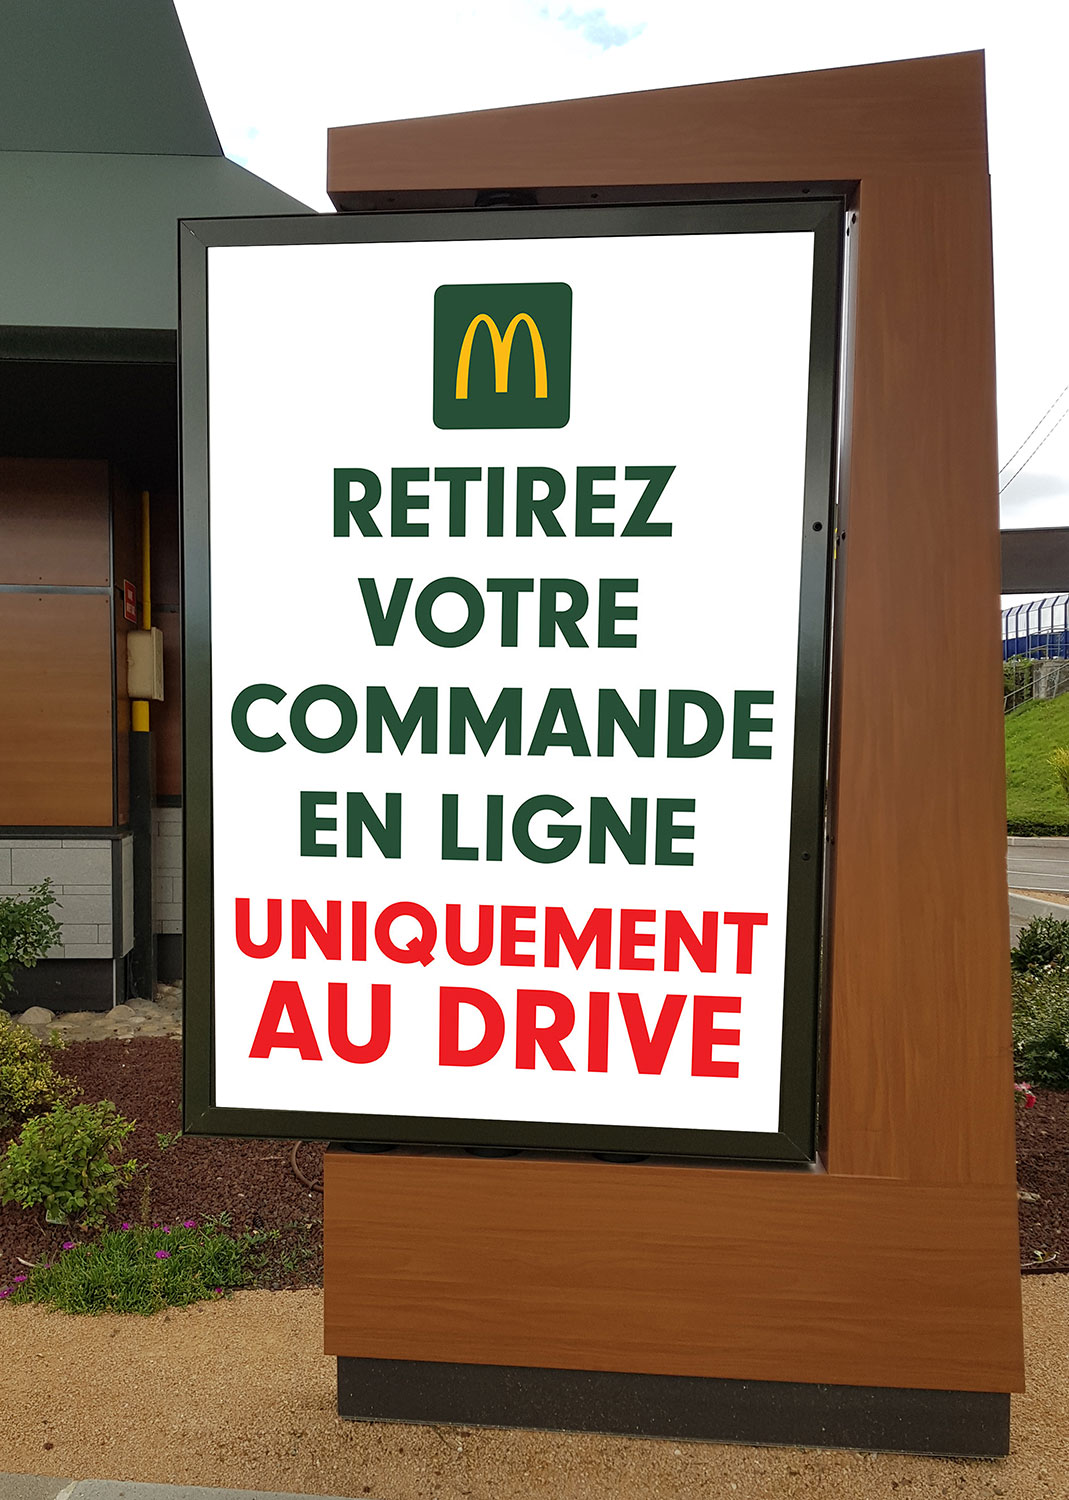 RETIREZ
VOTRE
COMMANDE
EN LIGNE
UNIQUEMENT
AU DRIVE